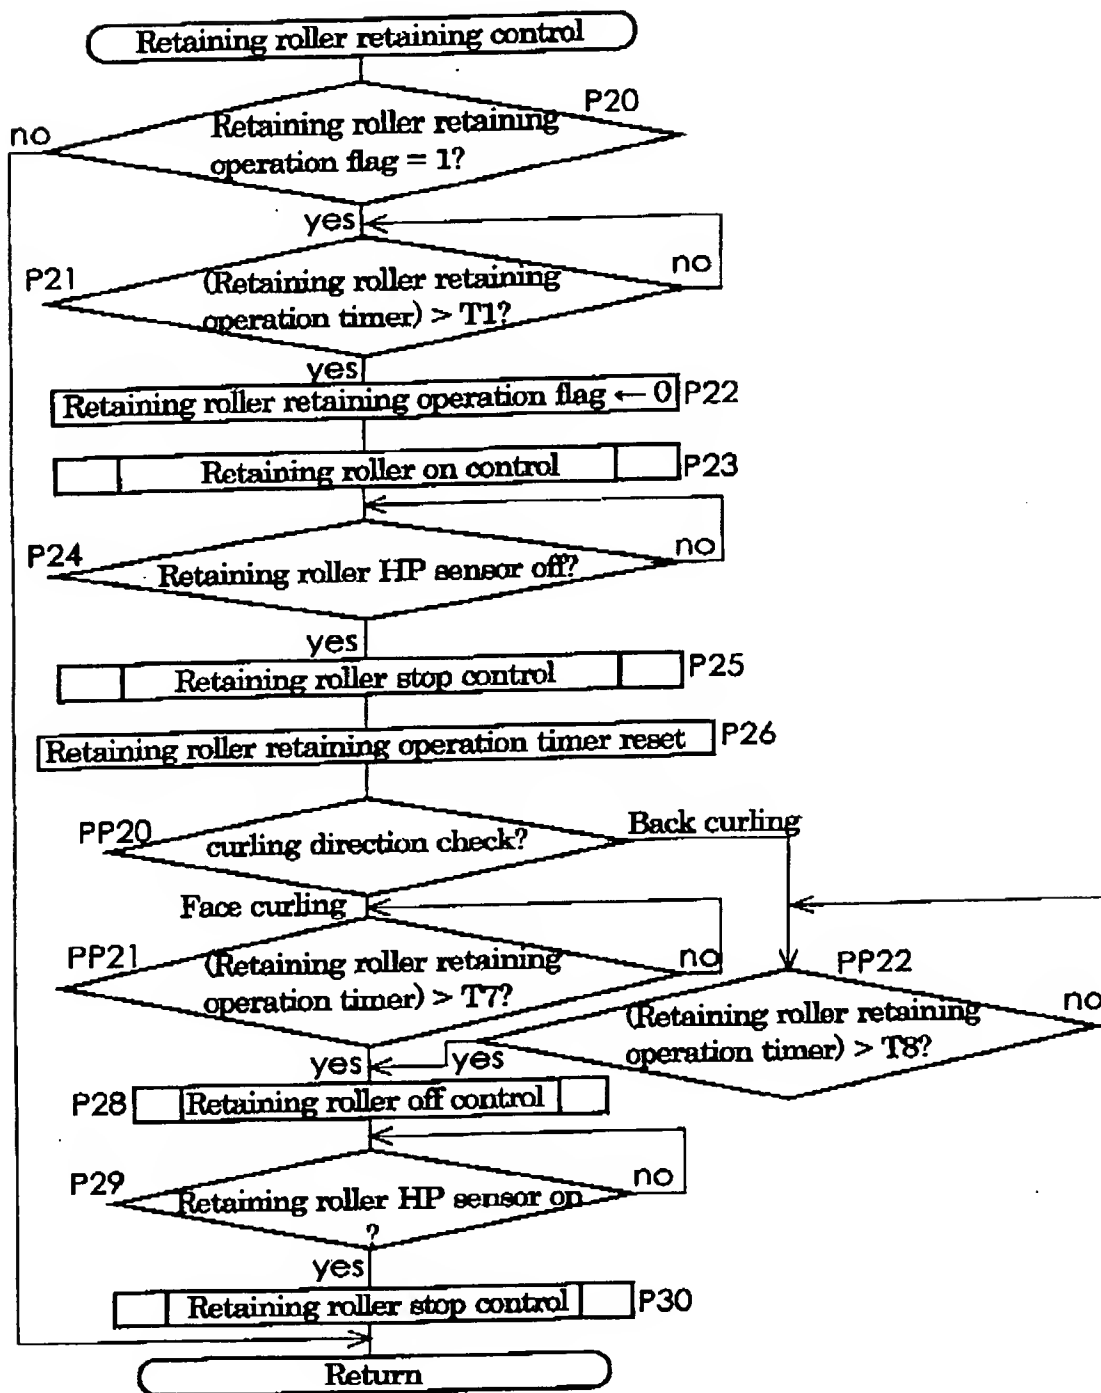 Retaining roller retaining control
P20
no
Retaining roller retaining
operation flag = 1?
yes
P21
no
(Retaining roller retaining
operation timer) > T1?
yes
Retaining roller retaining operation flag ← 0
P22
Retaining roller on control
P23
P24
no
Retaining roller HP sensor off?
yes
Retaining roller stop control
P25
Retaining roller retaining operation timer reset
P26
PP20
curling direction check?
Back curling
Face curling
PP21
no
(Retaining roller retaining
operation timer) > T7?
PP22
no
(Retaining roller retaining
operation timer) > T8?
yes
yes
P28
Retaining roller off control
P29
no
Retaining roller HP sensor on
?
yes
Retaining roller stop control
P30
Return